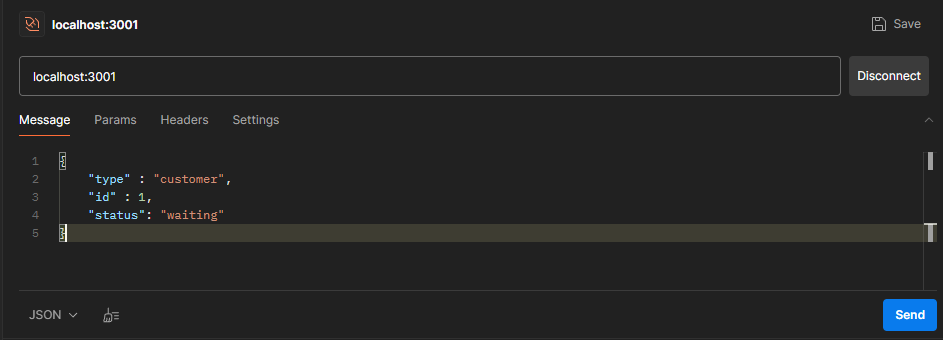 localhost:3001
Save
localhost:3001
Disconnect
Message Params Headers Settings
1 {
2 "type" : "customer",
3 "id" : 1,
4 "status": "waiting"
5 }
JSON
Send